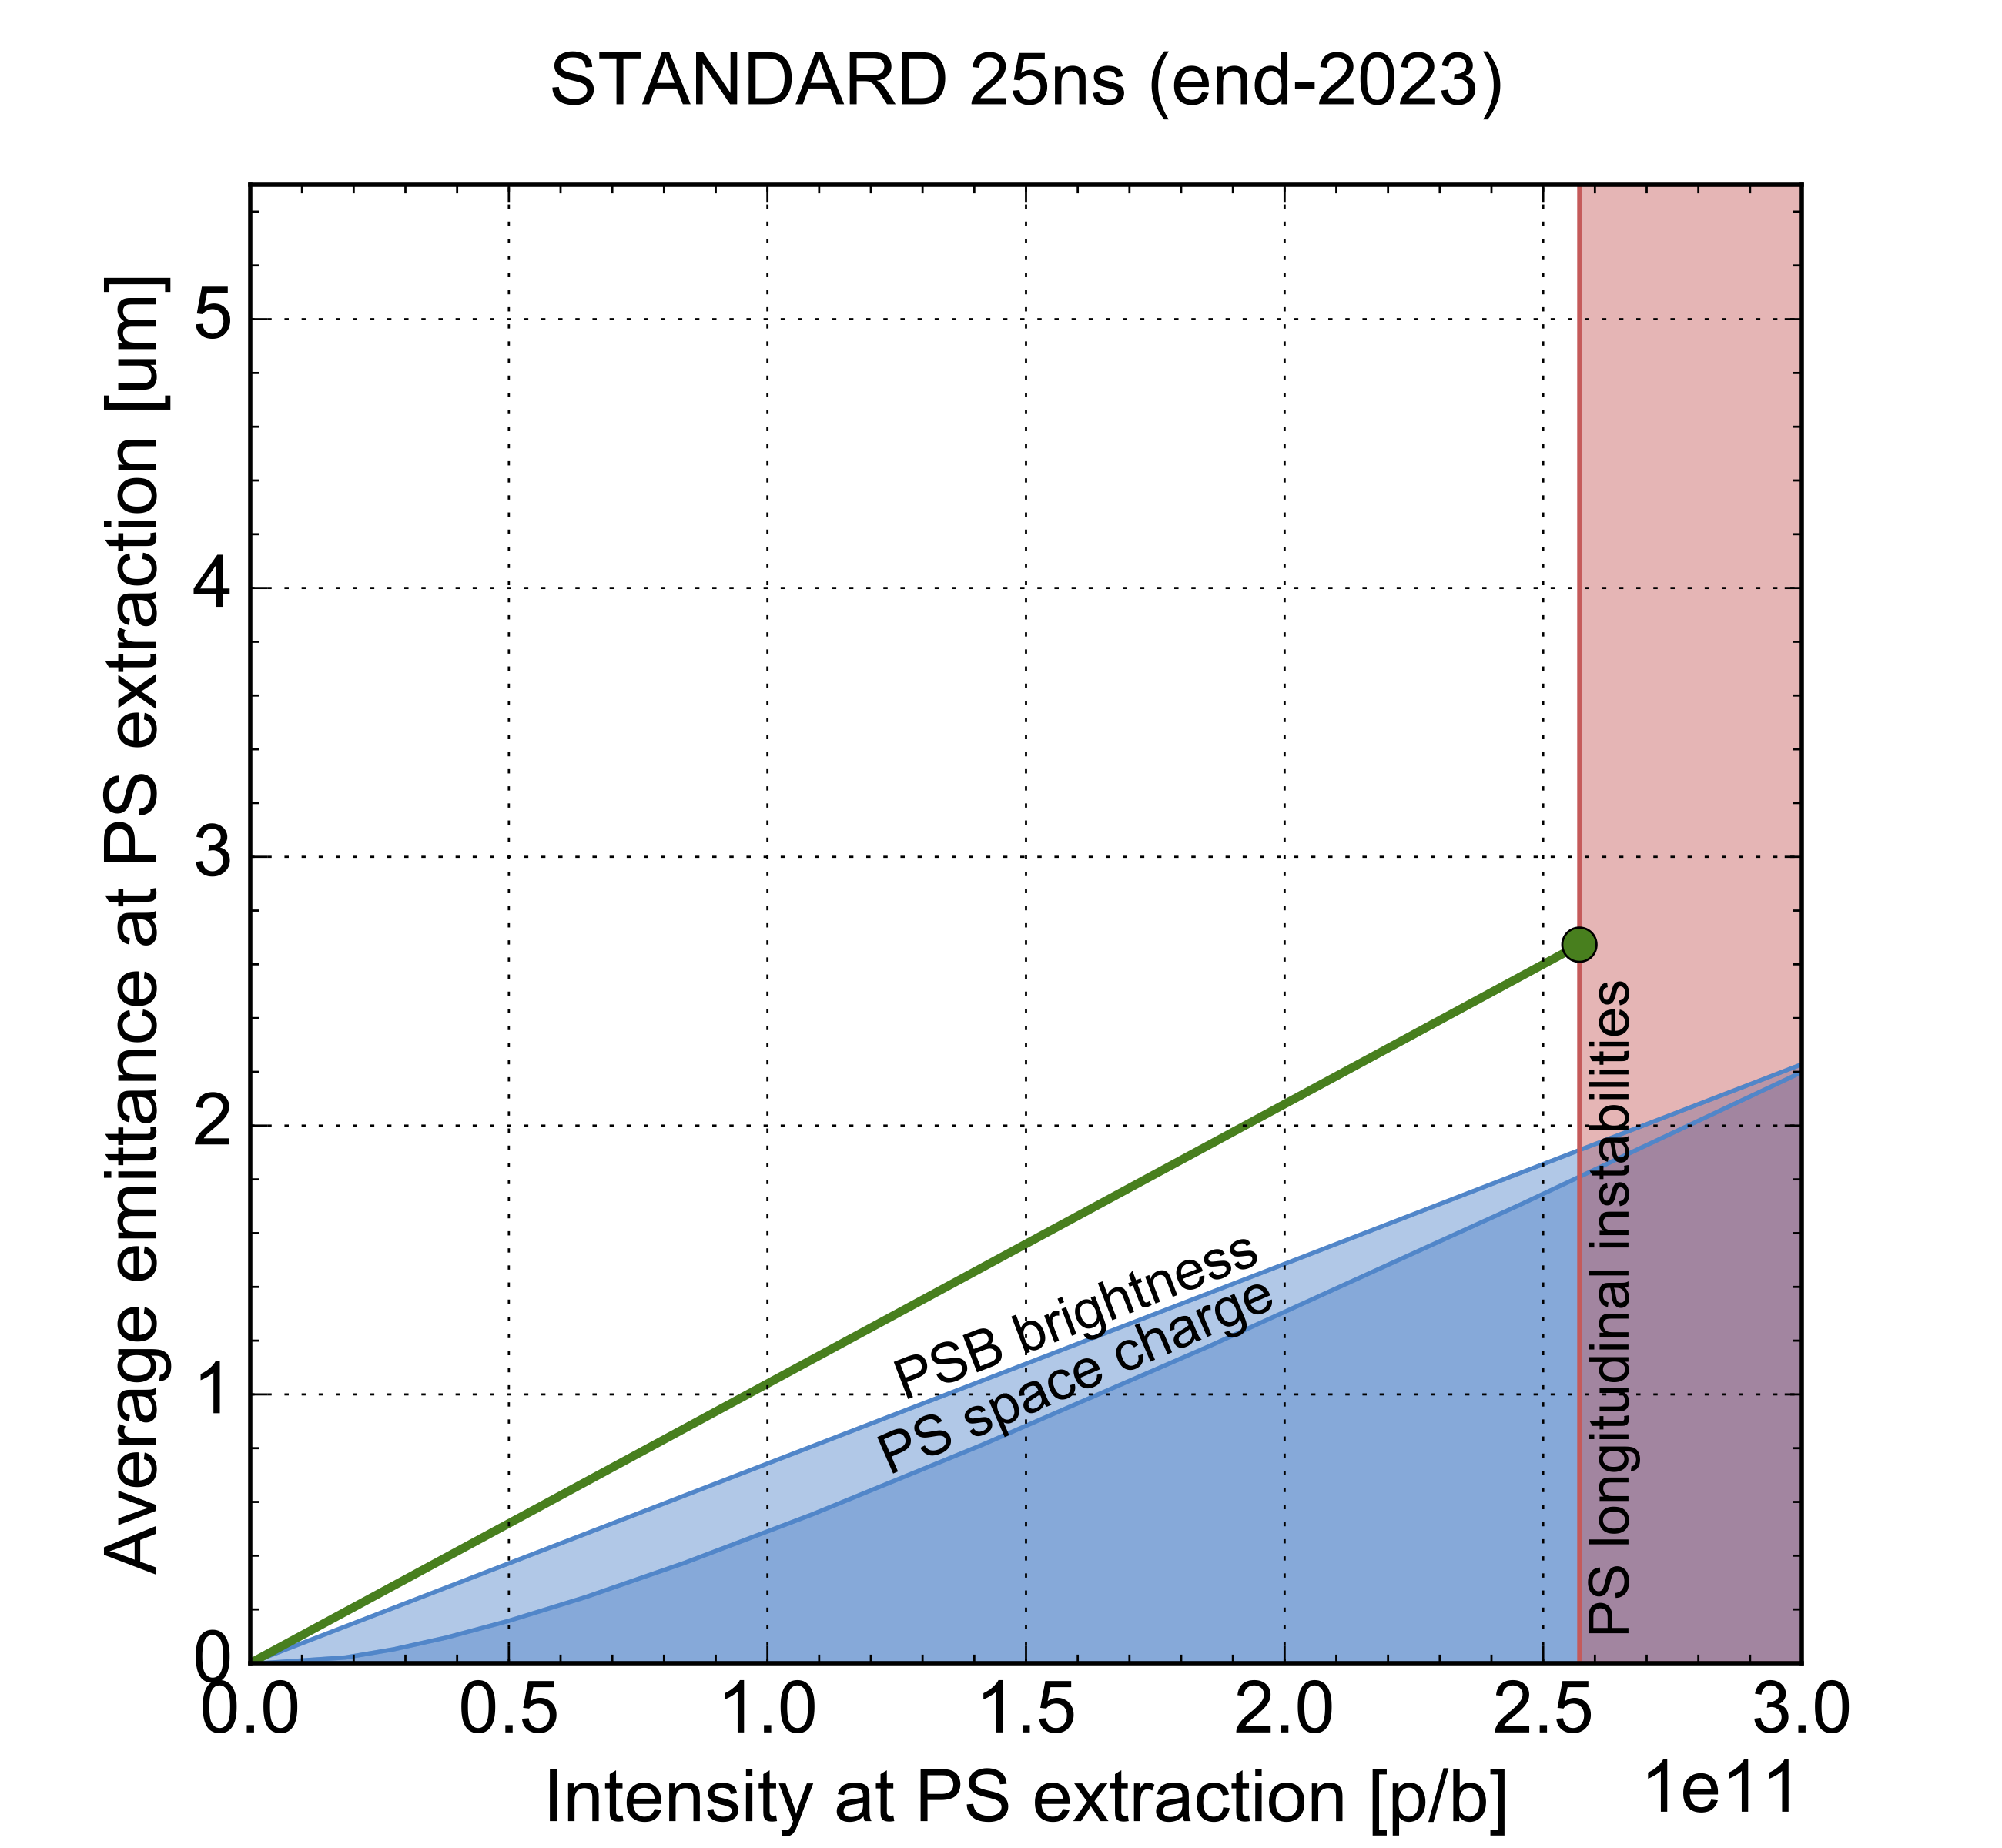 STANDARD 25ns (end-2023)
Average emittance at PS extraction [um]
5
4
3
2
1
0
PSB brightness
PS space charge
PS longitudinal instabilities
0.0 0.5 1.0 1.5 2.0 2.5 3.0
1e11
Intensity at PS extraction [p/b]